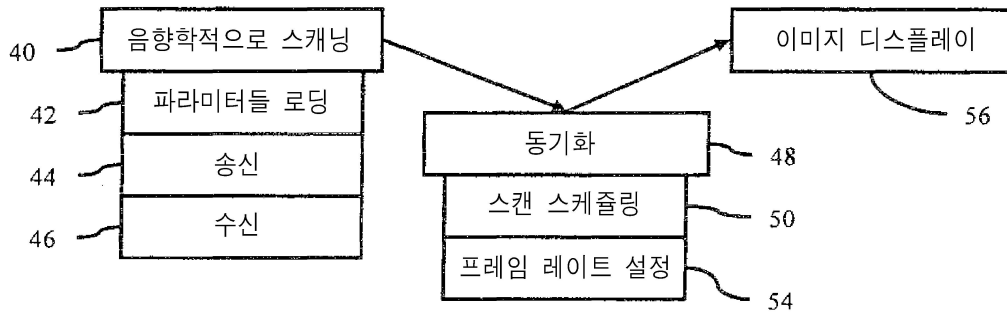 40
음향학적으로 스캐닝
42
파라미터들 로딩
44
송신
46
수신
동기화
48
스캔 스케쥴링
50
프레임 레이트 설정
54
이미지 디스플레이
56